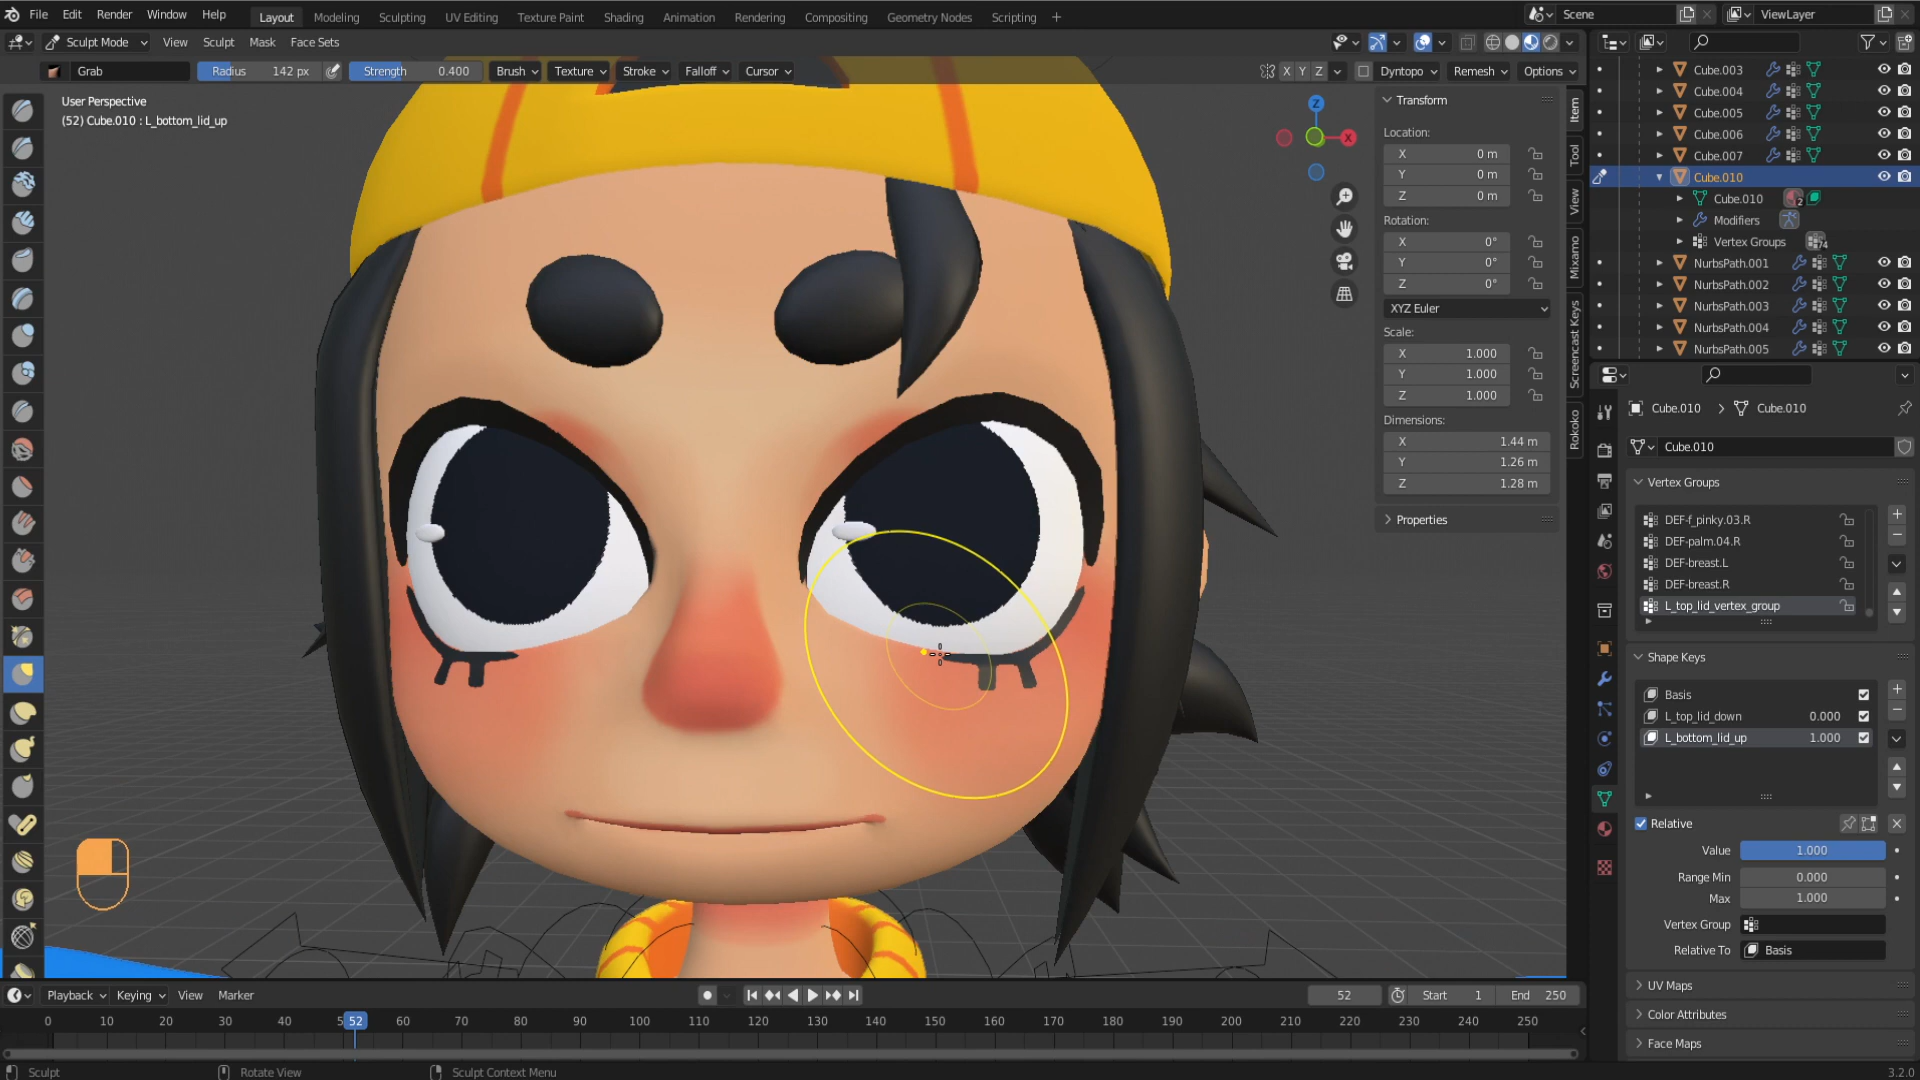 File Edit Render Window Help Layout Modeling Sculpting UV Editing Texture Paint Shading Animation Rendering Compositing Geometry Nodes Scripting + Scene ViewLayer
Sculpt Mode View Sculpt Mask Face Sets
Grab Radius 142 px Strength 0.400 Brush Texture Stroke Falloff Cursor X Y Z Dyntopo Remesh Options
User Perspective
(52) Cube.010 : L_bottom_lid_up
Z
X
Transform
Location:
X 0 m
Y 0 m
Z 0 m
Rotation:
X 0°
Y 0°
Z 0°
XYZ Euler
Scale:
X 1.000
Y 1.000
Z 1.000
Dimensions:
X 1.44 m
Y 1.26 m
Z 1.28 m
Properties
Item
Tool
View
Mixamo
Screencast Keys
Rokoko
Cube.003
Cube.004
Cube.005
Cube.006
Cube.007
Cube.010
Cube.010 2
Modifiers
Vertex Groups 74
NurbsPath.001
NurbsPath.002
NurbsPath.003
NurbsPath.004
NurbsPath.005
Cube.010 Cube.010
Cube.010
Vertex Groups
DEF-f_pinky.03.R
DEF-palm.04.R
DEF-breast.L
DEF-breast.R
L_top_lid_vertex_group
Shape Keys
Basis
L_top_lid_down 0.000
L_bottom_lid_up 1.000
Relative
Value 1.000
Range Min 0.000
Max 1.000
Vertex Group
Relative To Basis
UV Maps
Color Attributes
Face Maps
Playback Keying View Marker 52 Start 1 End 250
0 10 20 30 40 5 52 60 70 80 90 100 110 120 130 140 150 160 170 180 190 200 210 220 230 240 250
Sculpt Rotate View Sculpt Context Menu 3.2.0